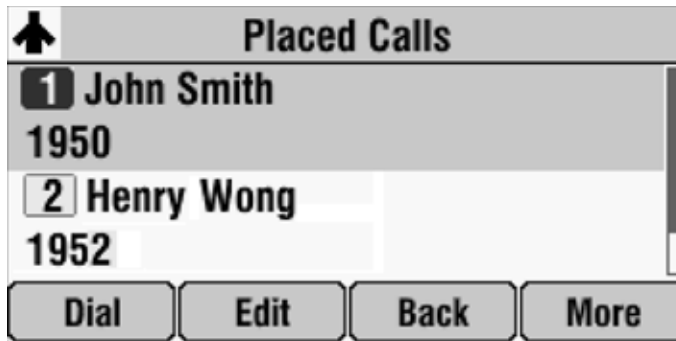 Placed Calls
1 John Smith
1950
2 Henry Wong
1952
Dial Edit Back More